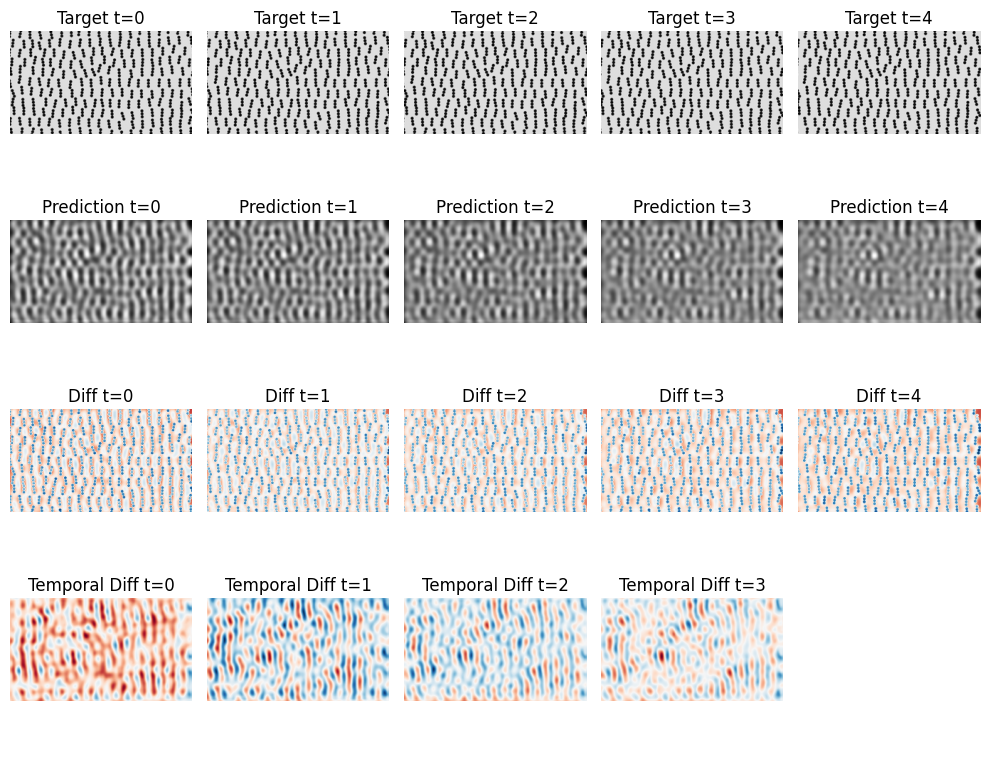 Target t=0
Target t=1
Target t=2
Target t=3
Target t=4
Prediction t=0
Prediction t=1
Prediction t=2
Prediction t=3
Prediction t=4
Diff t=0
Diff t=1
Diff t=2
Diff t=3
Diff t=4
Temporal Diff t=0
Temporal Diff t=1
Temporal Diff t=2
Temporal Diff t=3